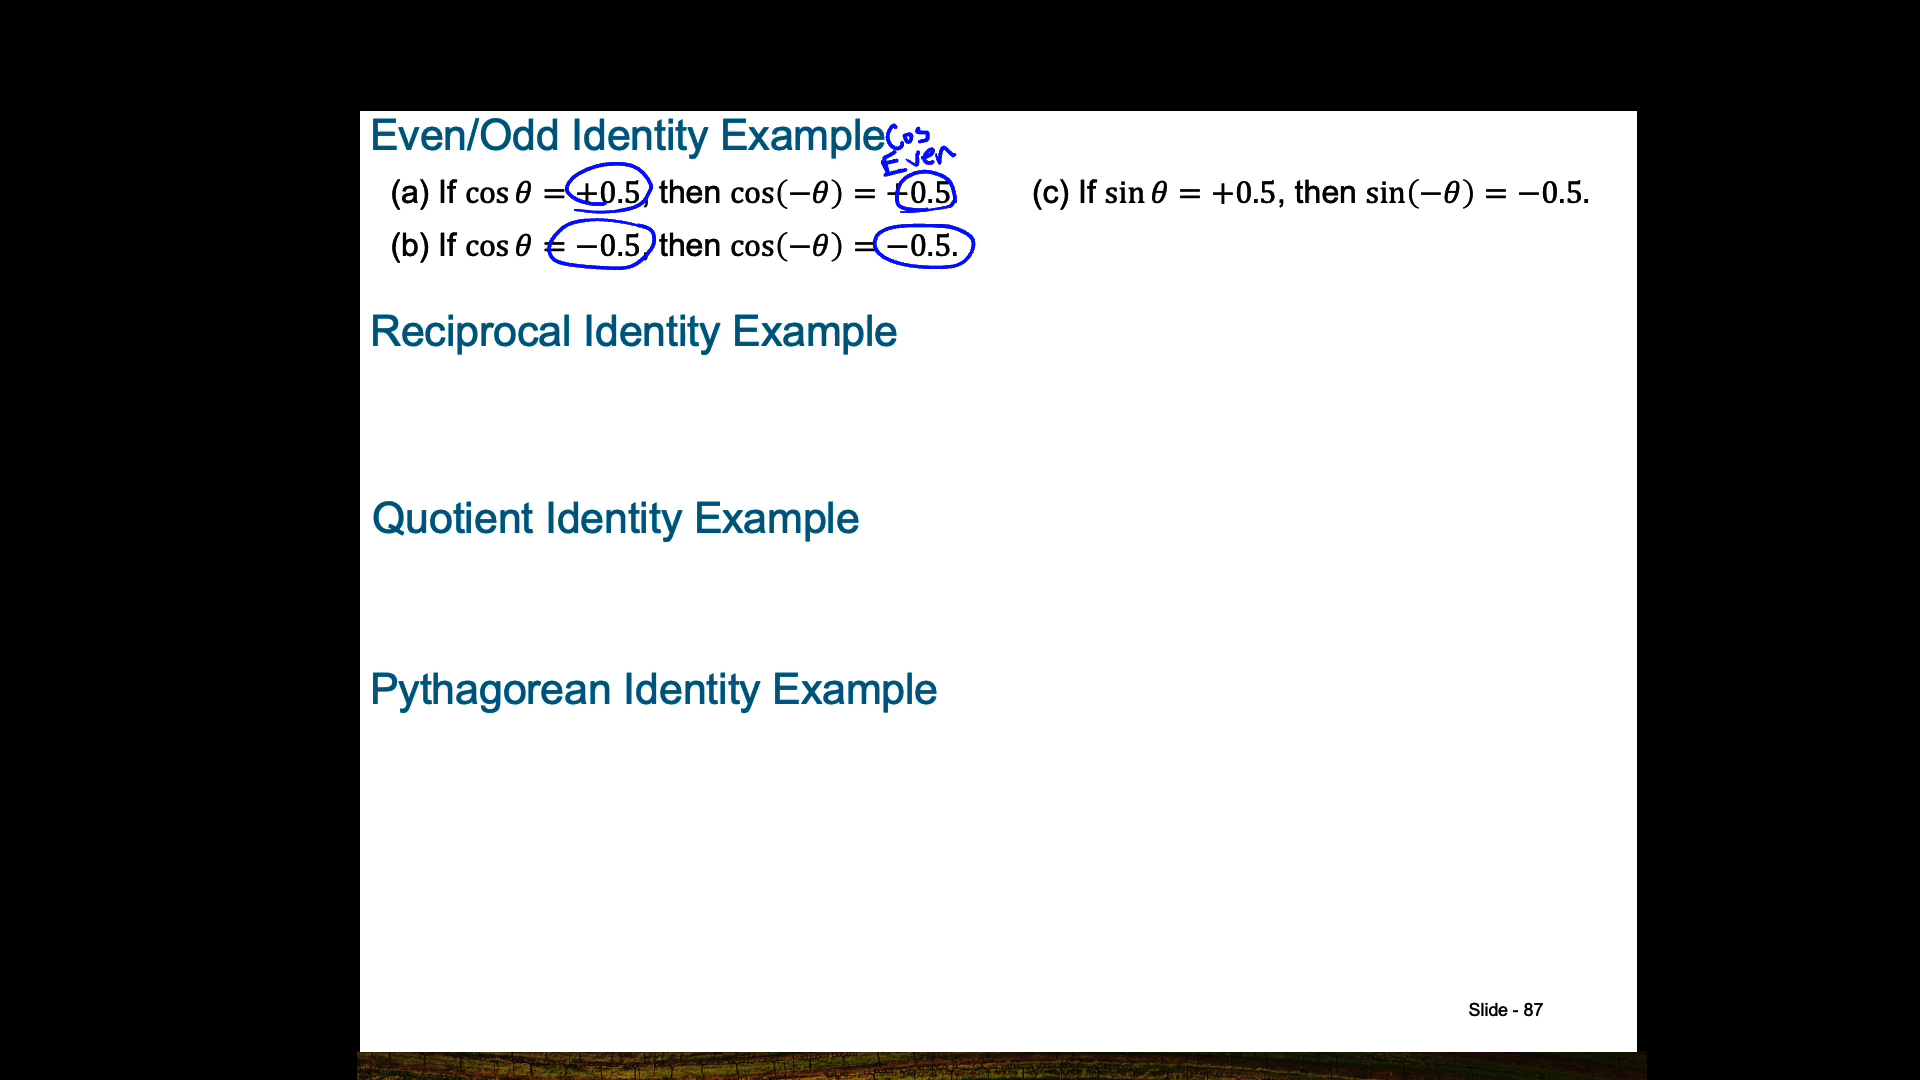 Even/Odd Identity Example
Cos
Even
(a) If cos θ = +0.5, then cos(−θ) = +0.5
(c) If sin θ = +0.5, then sin(−θ) = −0.5.
(b) If cos θ = −0.5, then cos(−θ) = −0.5.
Reciprocal Identity Example
Quotient Identity Example
Pythagorean Identity Example
Slide - 87